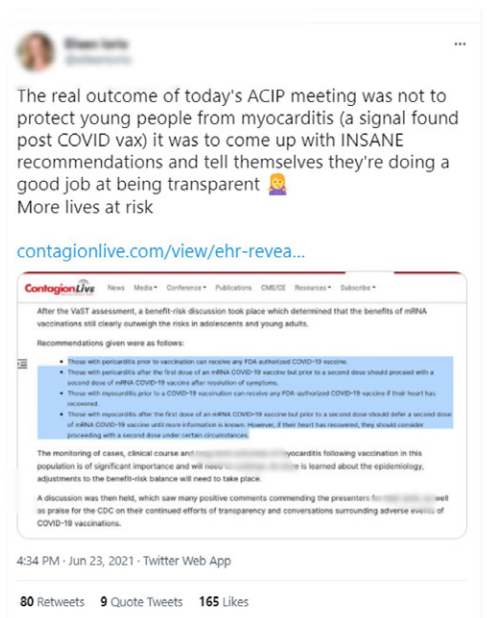 The real outcome of today's ACIP meeting was not to
protect young people from myocarditis (a signal found
post COVID vax) it was to come up with INSANE
recommendations and tell themselves they're doing a
good job at being transparent 🤷‍♀️
More lives at risk
contagionlive.com/view/ehr-revea...
ContagionLive News Media Conference Publications CME/CE Resources Subscribe
After the VaST assessment, a benefit-risk discussion took place which determined that the benefits of mRNA
vaccinations still clearly outweigh the risks in adolescents and young adults.
Recommendations given were as follows:
• Those with pericarditis prior to vaccination can receive any FDA authorized COVID-19 vaccine.
• Those with pericarditis after the first dose of an mRNA COVID-19 vaccine but prior to a second dose should proceed with a
second dose of mRNA COVID-19 vaccine after resolution of symptoms.
• Those with myocarditis prior to a COVID-19 vaccination can receive any FDA-authorized COVID-19 vaccine if their heart has
recovered.
• Those with myocarditis after the first dose of an mRNA COVID-19 vaccine but prior to a second dose should defer a second dose
of mRNA COVID-19 vaccine until more information is known. However, if their heart has recovered, they should consider
proceeding with a second dose under certain circumstances.
The monitoring of cases, clinical course and yocarditis following vaccination in this
population is of significant importance and will is learned about the epidemiology,
adjustments to the benefit-risk balance will need to take place.
A discussion was then held, which saw many positive comments commending the presenters well
as praise for the CDC on their continued efforts of transparency and conversations surrounding adverse events of
COVID-19 vaccinations.
4:34 PM · Jun 23, 2021 · Twitter Web App
80 Retweets 9 Quote Tweets 165 Likes